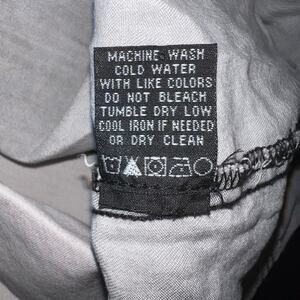 MACHINE WASH
COLD WATER
WITH LIKE COLORS
DO NOT BLEACH
TUMBLE DRY LOW
COOL IRON IF NEEDED
OR DRY CLEAN